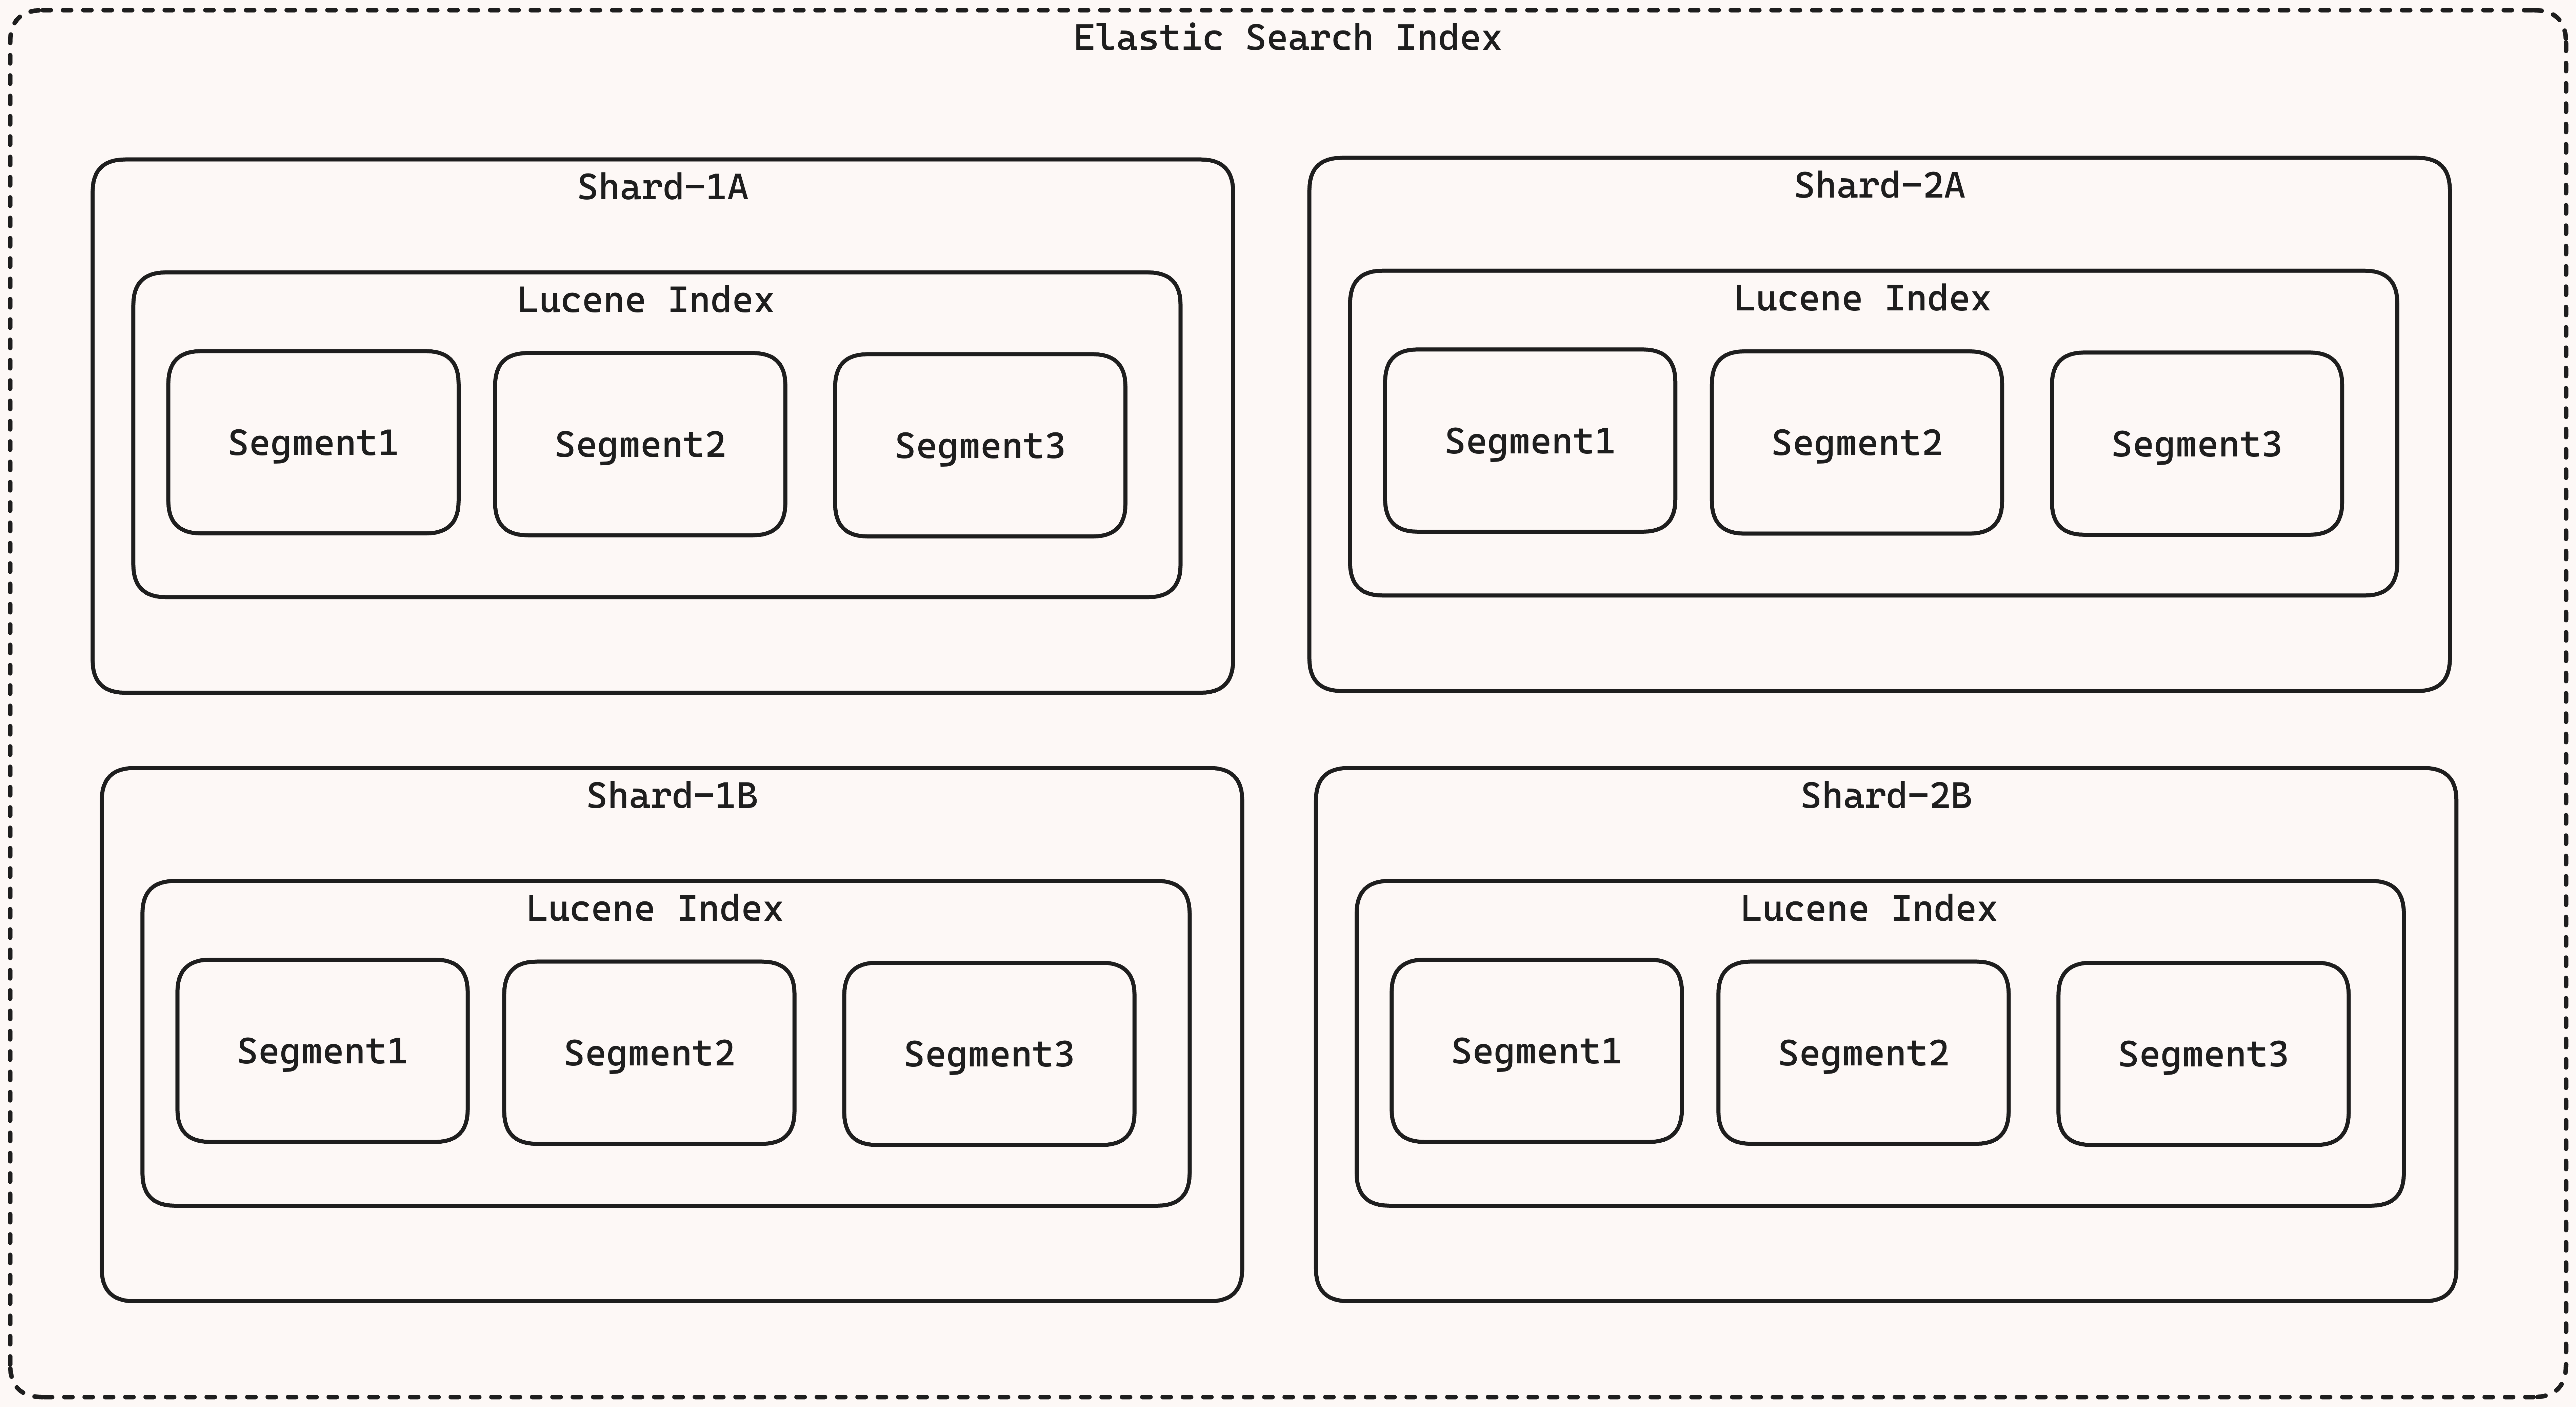 Elastic Search Index
Shard-1A
Lucene Index
Segment1
Segment2
Segment3
Shard-2A
Lucene Index
Segment1
Segment2
Segment3
Shard-1B
Lucene Index
Segment1
Segment2
Segment3
Shard-2B
Lucene Index
Segment1
Segment2
Segment3